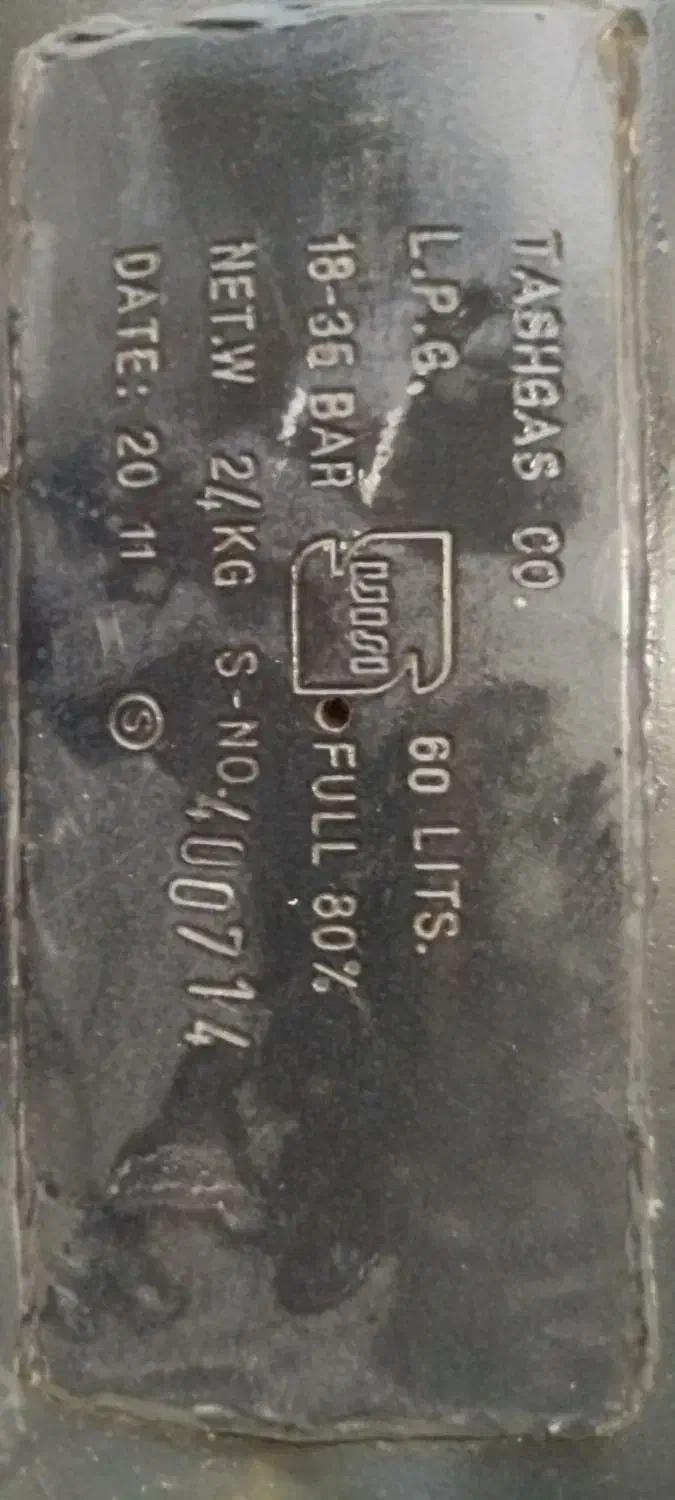 TASHGAS CO.
L.P.G. 60 LITS.
18-36 BAR FULL 80%
NET.W 24KG S-NO.400714
DATE: 20 11 S